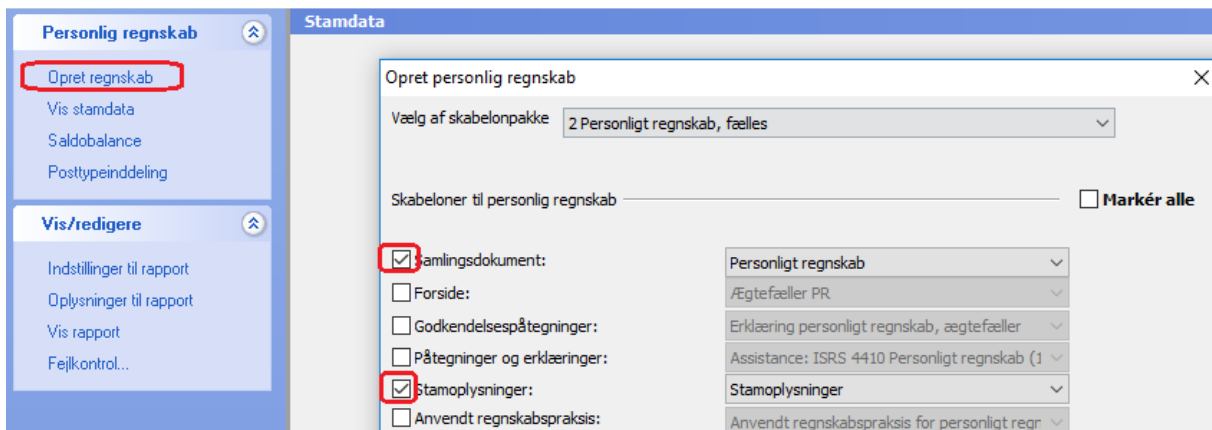 Personlig regnskab
Opret regnskab
Vis stamdata
Saldobalance
Posttypeinddeling
Vis/redigere
Indstillinger til rapport
Oplysninger til rapport
Vis rapport
Fejlkontrol...
Stamdata
Opret personlig regnskab
Vælg af skabelonpakke 2 Personligt regnskab, fælles
Skabeloner til personlig regnskab Markér alle
Samlingsdokument: Personligt regnskab
Forside: Ægtefæller PR
Godkendelsespåtegninger: Erklæring personligt regnskab, ægtefæller
Påtegninger og erklæringer: Assistance: ISRS 4410 Personligt regnskab (1
Stamoplysninger: Stamoplysninger
Anvendt regnskabspraksis: Anvendt regnskabspraksis for personligt regn